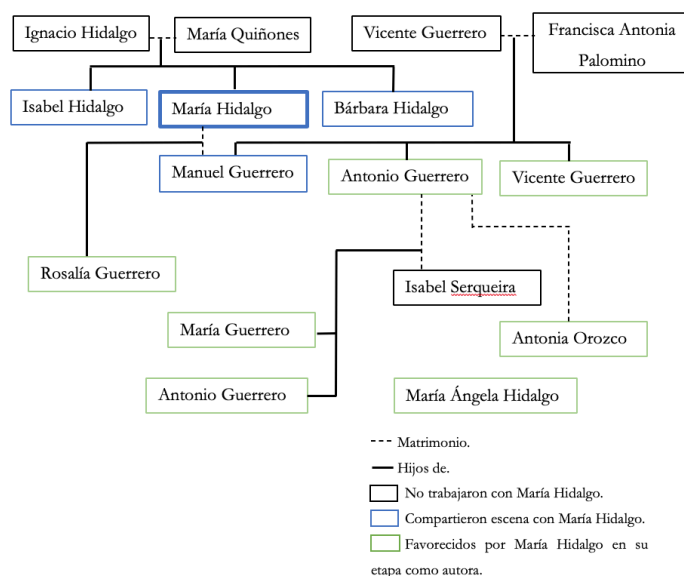 Ignacio Hidalgo
María Quiñones
Vicente Guerrero
Francisca Antonia
Palomino
Isabel Hidalgo
María Hidalgo
Bárbara Hidalgo
Manuel Guerrero
Antonio Guerrero
Vicente Guerrero
Rosalía Guerrero
Isabel Serqueira
María Guerrero
Antonia Orozco
Antonio Guerrero
María Ángela Hidalgo
Matrimonio.
Hijos de.
No trabajaron con María Hidalgo.
Compartieron escena con María Hidalgo.
Favorecidos por María Hidalgo en su
etapa como autora.